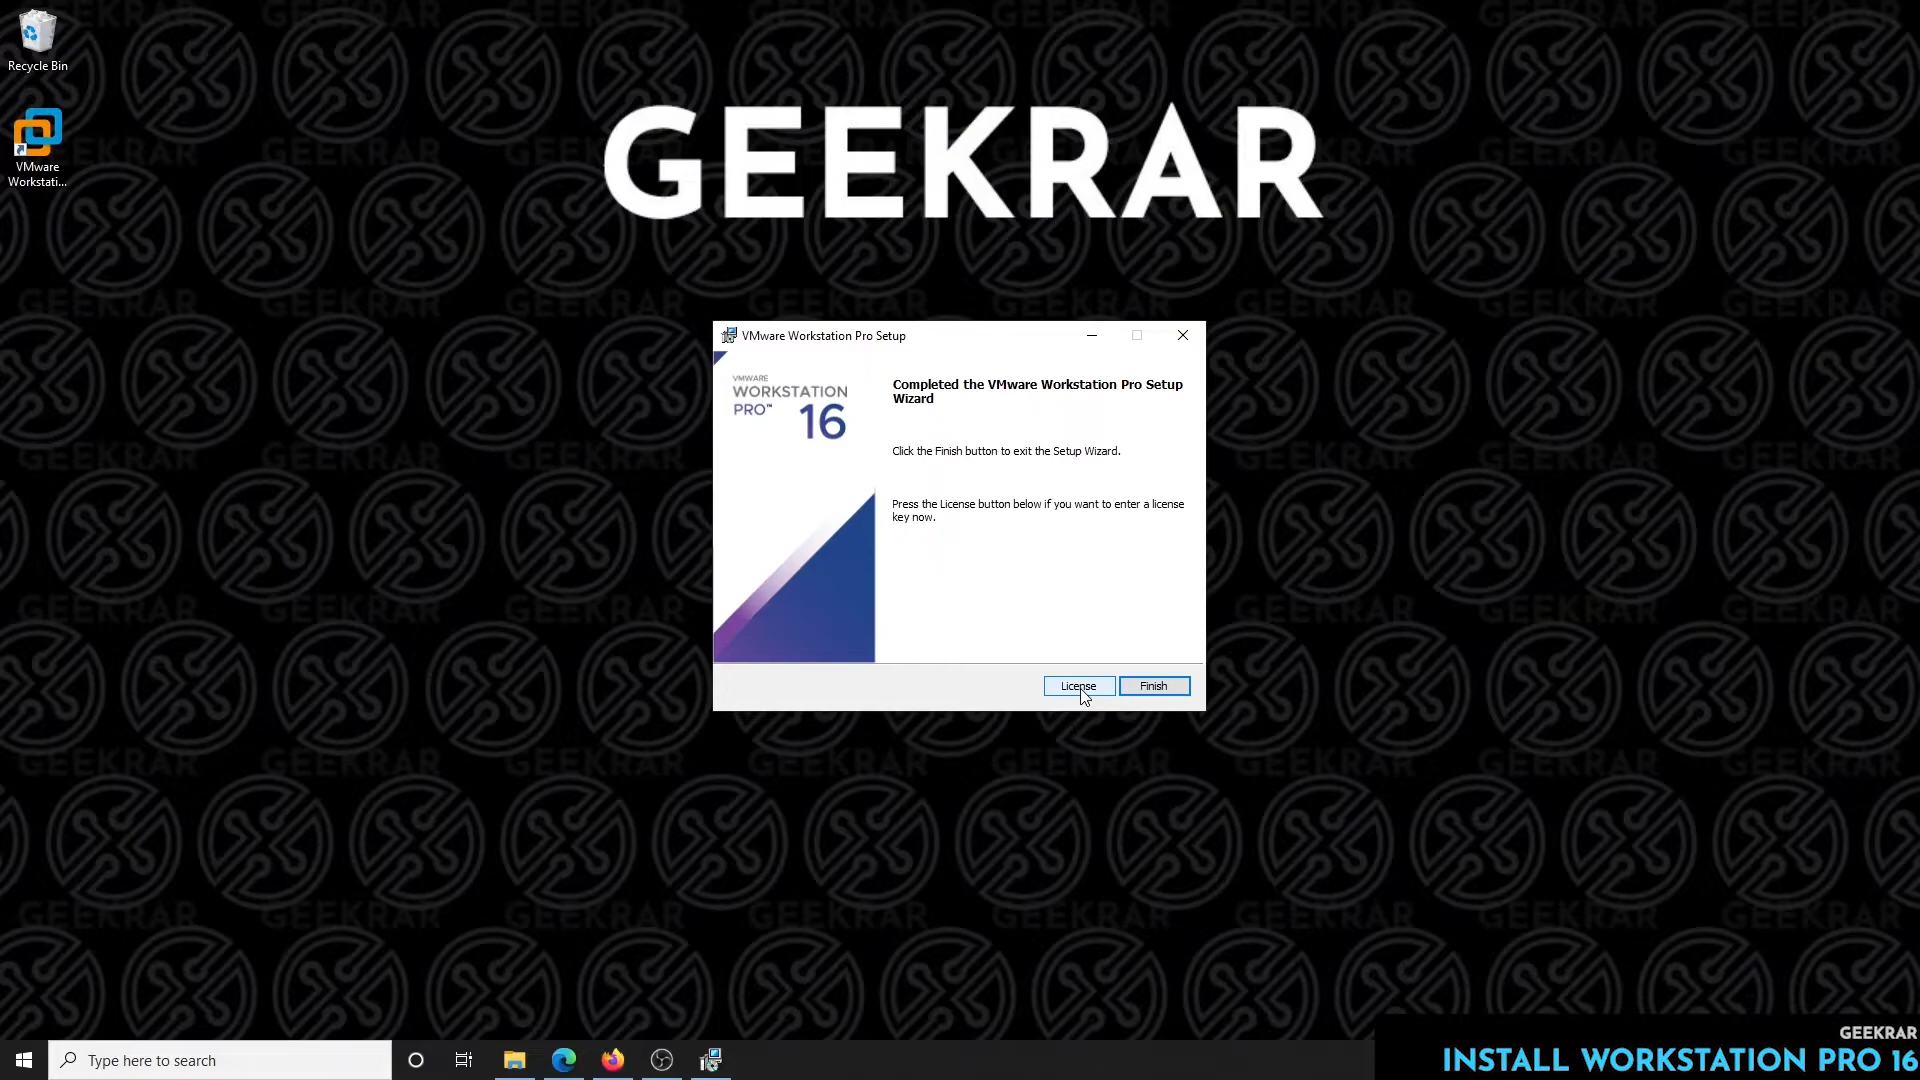 Recycle Bin
VMware
Workstati...
GEEKRAR
VMware Workstation Pro Setup
VMWARE
WORKSTATION
PRO™ 16
Completed the VMware Workstation Pro Setup
Wizard
Click the Finish button to exit the Setup Wizard.
Press the License button below if you want to enter a license
key now.
License
Finish
Type here to search
GEEKRAR
INSTALL WORKSTATION PRO 16